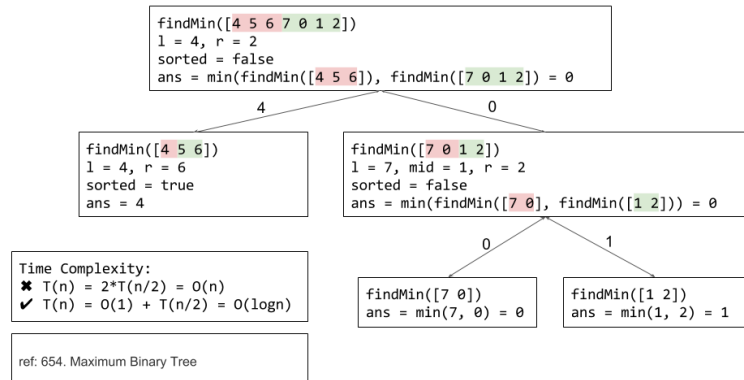 findMin([4 5 6 7 0 1 2])
l = 4, r = 2
sorted = false
ans = min(findMin([4 5 6]), findMin([7 0 1 2]) = 0
4
0
findMin([4 5 6])
l = 4, r = 6
sorted = true
ans = 4
findMin([7 0 1 2])
l = 7, mid = 1, r = 2
sorted = false
ans = min(findMin([7 0], findMin([1 2])) = 0
0
1
findMin([7 0])
ans = min(7, 0) = 0
findMin([1 2])
ans = min(1, 2) = 1
Time Complexity:
✖ T(n) = 2*T(n/2) = O(n)
✔ T(n) = O(1) + T(n/2) = O(logn)
ref: 654. Maximum Binary Tree